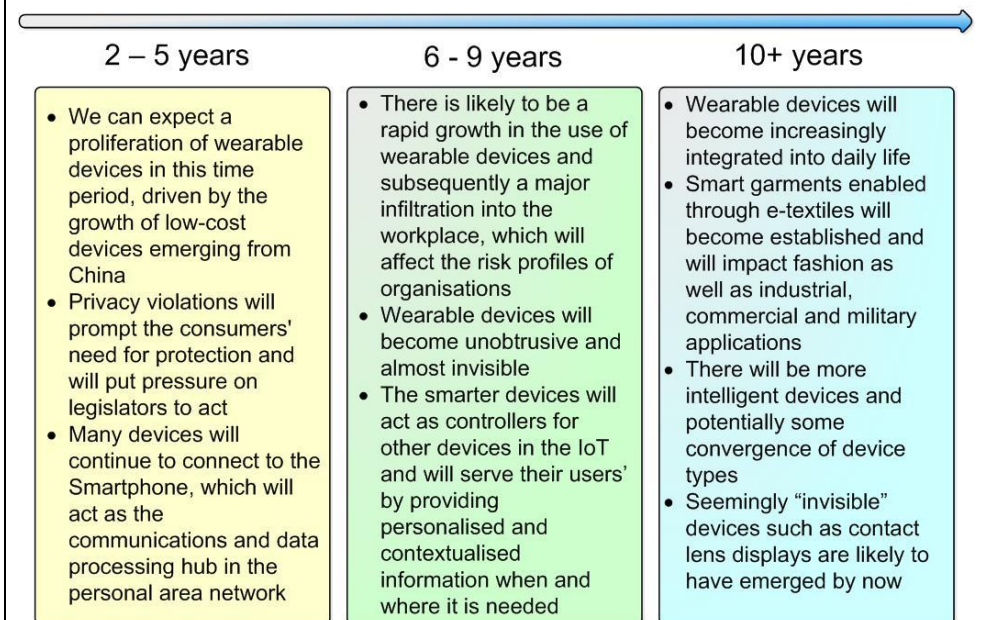 2 – 5 years
6 - 9 years
10+ years
• We can expect a
proliferation of wearable
devices in this time
period, driven by the
growth of low-cost
devices emerging from
China
• Privacy violations will
prompt the consumers'
need for protection and
will put pressure on
legislators to act
• Many devices will
continue to connect to the
Smartphone, which will
act as the
communications and data
processing hub in the
personal area network
• There is likely to be a
rapid growth in the use of
wearable devices and
subsequently a major
infiltration into the
workplace, which will
affect the risk profiles of
organisations
• Wearable devices will
become unobtrusive and
almost invisible
• The smarter devices will
act as controllers for
other devices in the IoT
and will serve their users’
by providing
personalised and
contextualised
information when and
where it is needed
• Wearable devices will
become increasingly
integrated into daily life
• Smart garments enabled
through e-textiles will
become established and
will impact fashion as
well as industrial,
commercial and military
applications
• There will be more
intelligent devices and
potentially some
convergence of device
types
• Seemingly “invisible”
devices such as contact
lens displays are likely to
have emerged by now